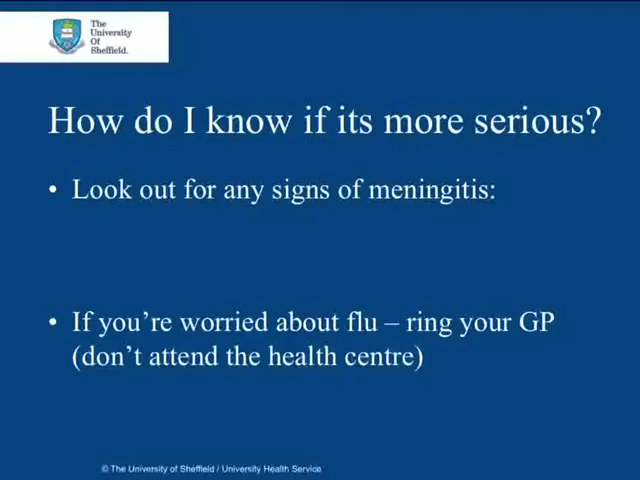 The
University
Of
Sheffield.
How do I know if its more serious?
• Look out for any signs of meningitis:
• If you're worried about flu – ring your GP
(don't attend the health centre)
© The University of Sheffield / University Health Service